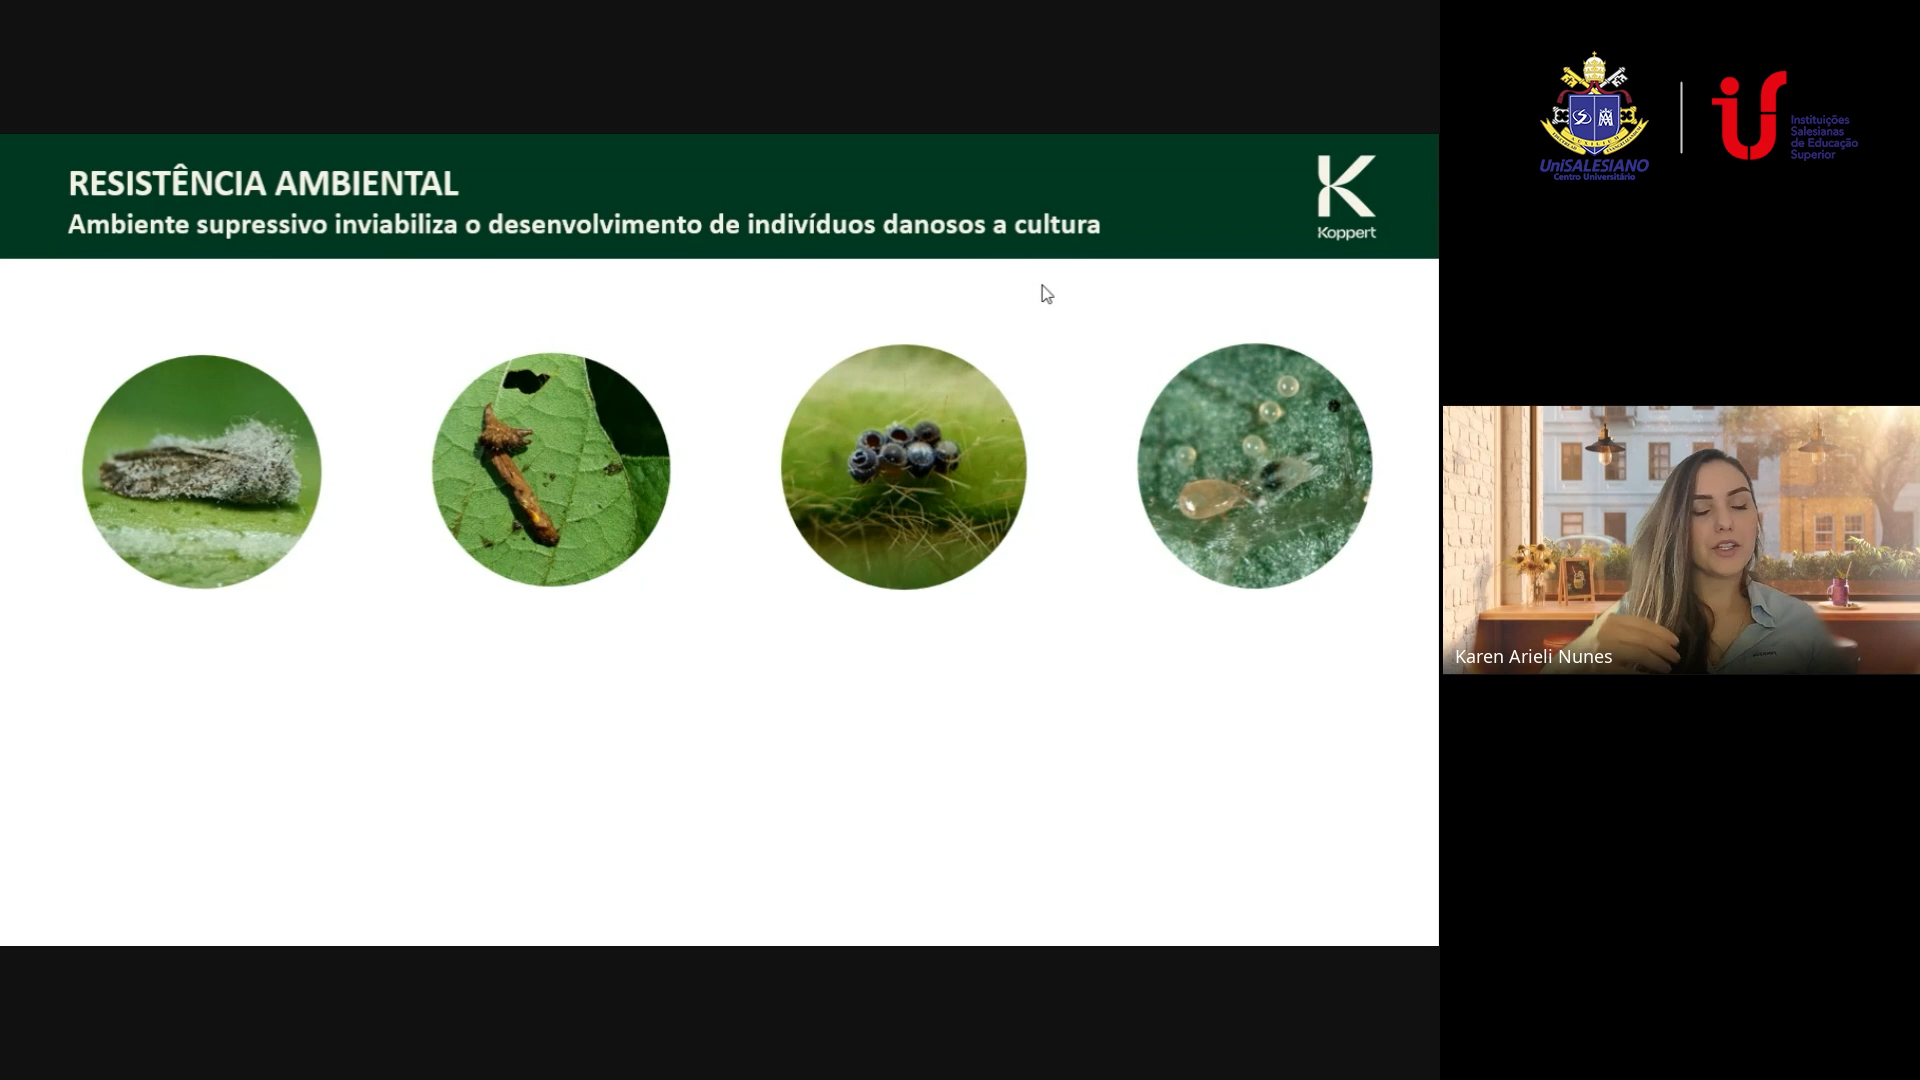 RESISTÊNCIA AMBIENTAL
Ambiente supressivo inviabiliza o desenvolvimento de indivíduos danosos a cultura
Koppert
UniSALESIANO
Centro Universitário
Instituições
Salesianas
de Educação
Superior
Karen Arieli Nunes